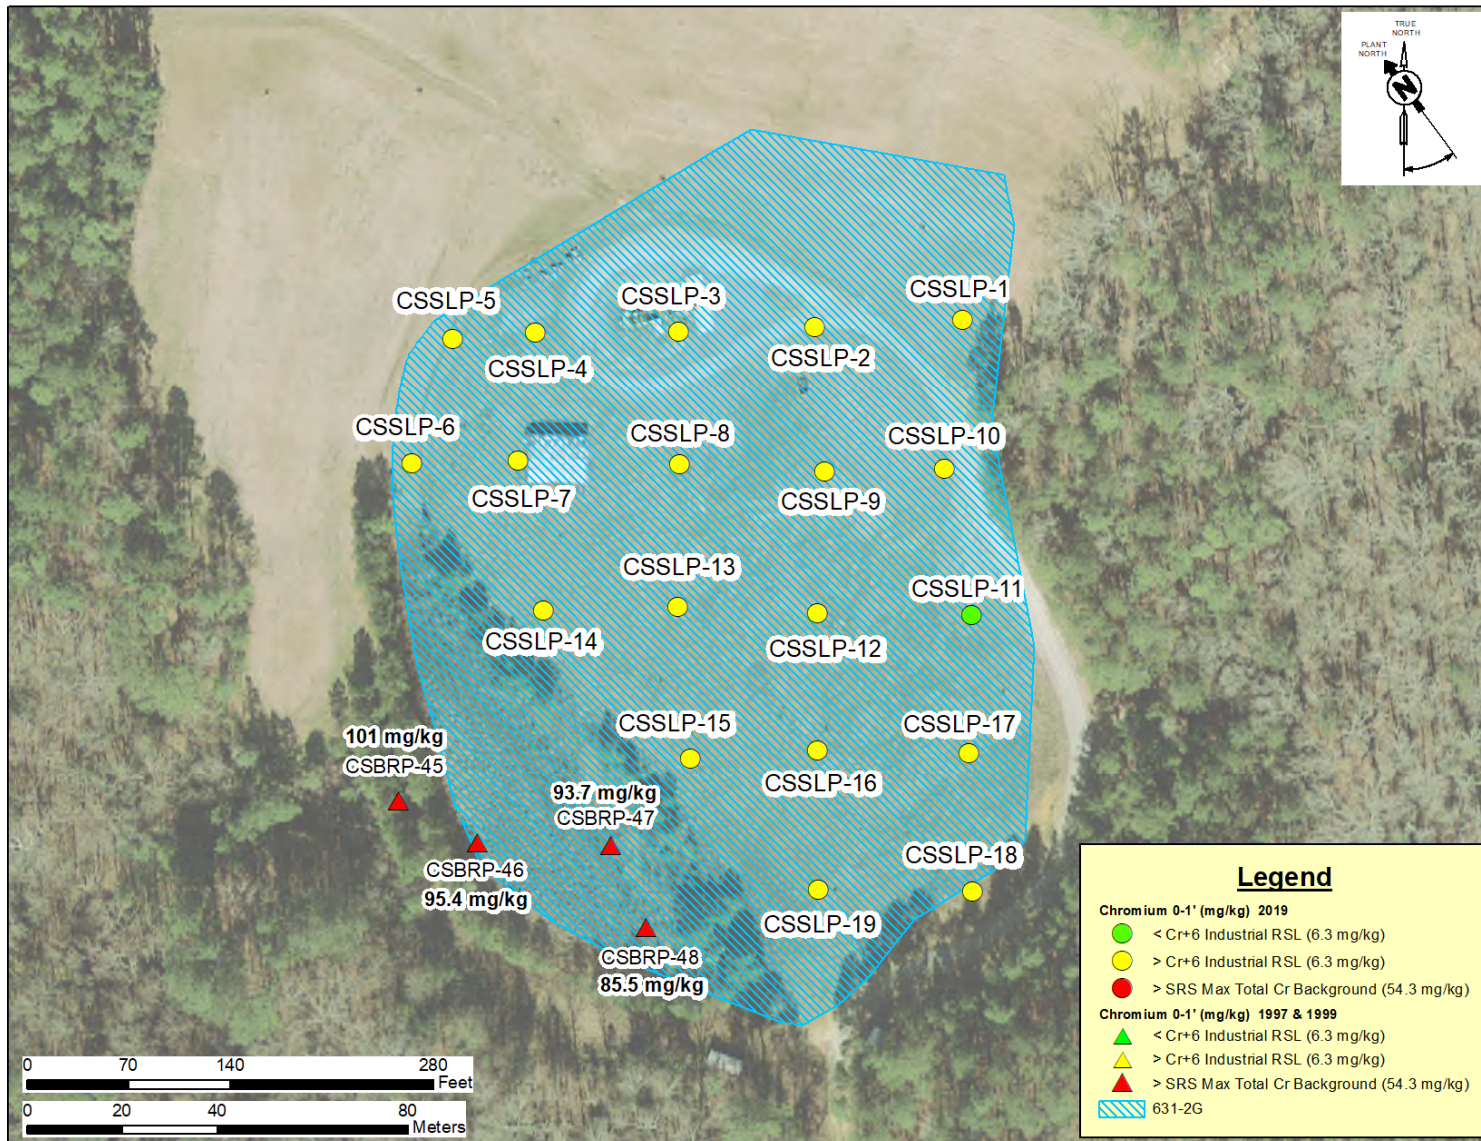 TRUE
NORTH
PLANT
NORTH
N
CSSLP-1
CSSLP-3
CSSLP-5
CSSLP-2
CSSLP-4
CSSLP-6
CSSLP-8
CSSLP-10
CSSLP-7
CSSLP-9
CSSLP-13
CSSLP-11
CSSLP-14
CSSLP-12
CSSLP-15
CSSLP-17
101 mg/kg
CSBRP-45
CSSLP-16
93.7 mg/kg
CSBRP-47
CSSLP-18
CSBRP-46
95.4 mg/kg
CSSLP-19
CSBRP-48
85.5 mg/kg
Legend
Chromium 0-1' (mg/kg) 2019
< Cr+6 Industrial RSL (6.3 mg/kg)
> Cr+6 Industrial RSL (6.3 mg/kg)
> SRS Max Total Cr Background (54.3 mg/kg)
Chromium 0-1' (mg/kg) 1997 & 1999
< Cr+6 Industrial RSL (6.3 mg/kg)
> Cr+6 Industrial RSL (6.3 mg/kg)
> SRS Max Total Cr Background (54.3 mg/kg)
631-2G
0 70 140 280
Feet
0 20 40 80
Meters